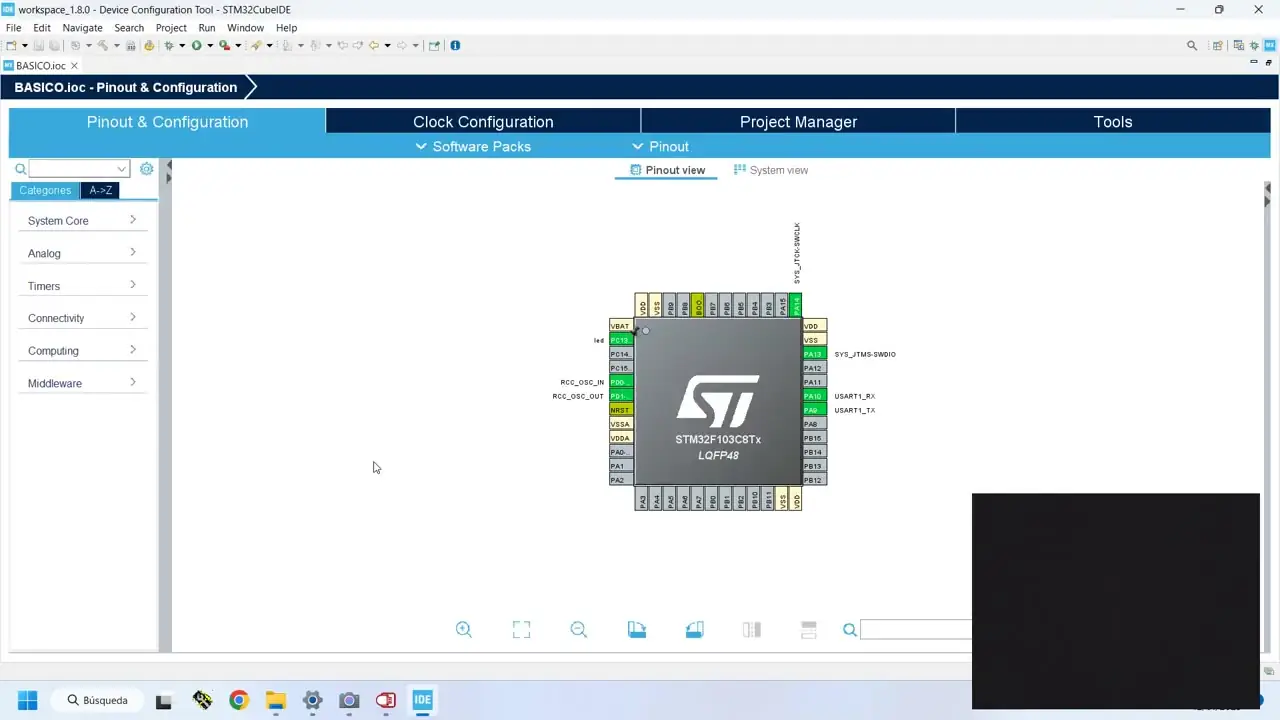 workspace_1.8.0 - Device Configuration Tool - STM32CubeIDE
File Edit Navigate Search Project Run Window Help
BASICO.ioc
BASICO.ioc - Pinout & Configuration
Pinout & Configuration Clock Configuration Project Manager Tools
Software Packs Pinout
Pinout view System view
Categories A->Z
System Core
Analog
Timers
Connectivity
Computing
Middleware
SYS_JTCK-SWCLK
VDD VSS PB9 PB8 BOO PB7 PB6 PB5 PB4 PB3 PA15 PA14
VBAT VDD
led PC13.. VSS
PC14.. PA13 SYS_JTMS-SWDIO
PC15.. PA12
RCC_OSC_IN PD0-.. PA11
RCC_OSC_OUT PD1-.. PA10 USART1_RX
NRST PA9 USART1_TX
VSSA PA8
VDDA PB15
PA0-.. PB14
PA1 PB13
PA2 PB12
STM32F103C8Tx
LQFP48
PA3 PA4 PA5 PA6 PA7 PB0 PB1 PB2 PB10 PB11 VSS VDD
Búsqueda
IDE